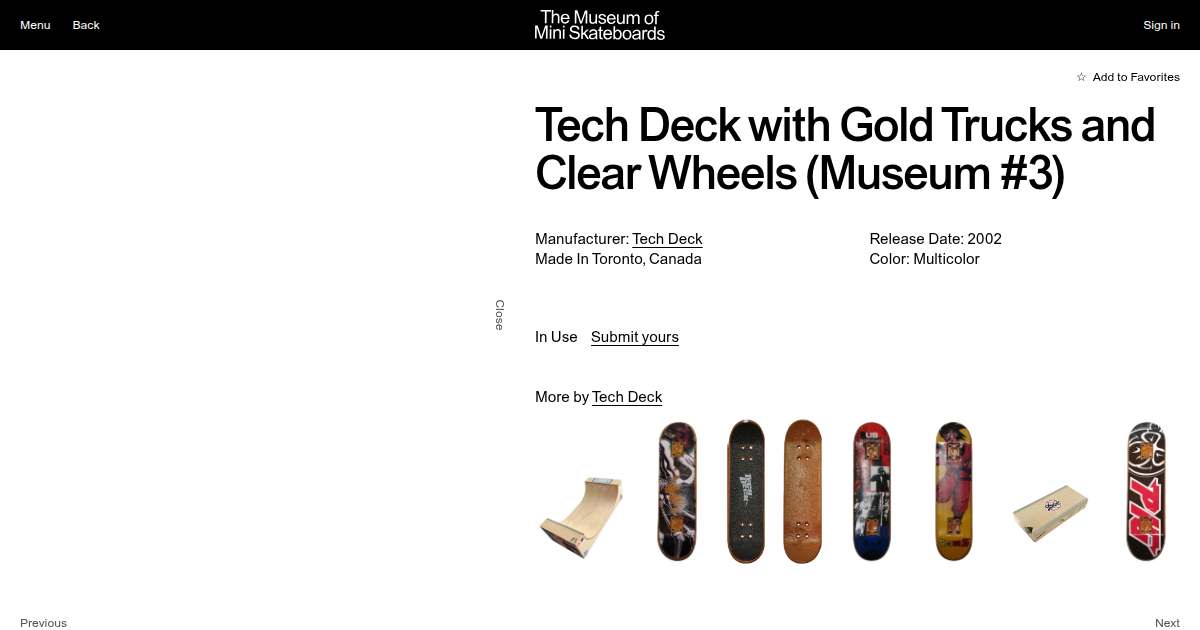 Menu
Back
The Museum of
Mini Skateboards
Sign in
☆ Add to Favorites
Tech Deck with Gold Trucks and
Clear Wheels (Museum #3)
Manufacturer: Tech Deck
Made In Toronto, Canada
Release Date: 2002
Color: Multicolor
Close
In Use
Submit yours
More by Tech Deck
Previous
Next